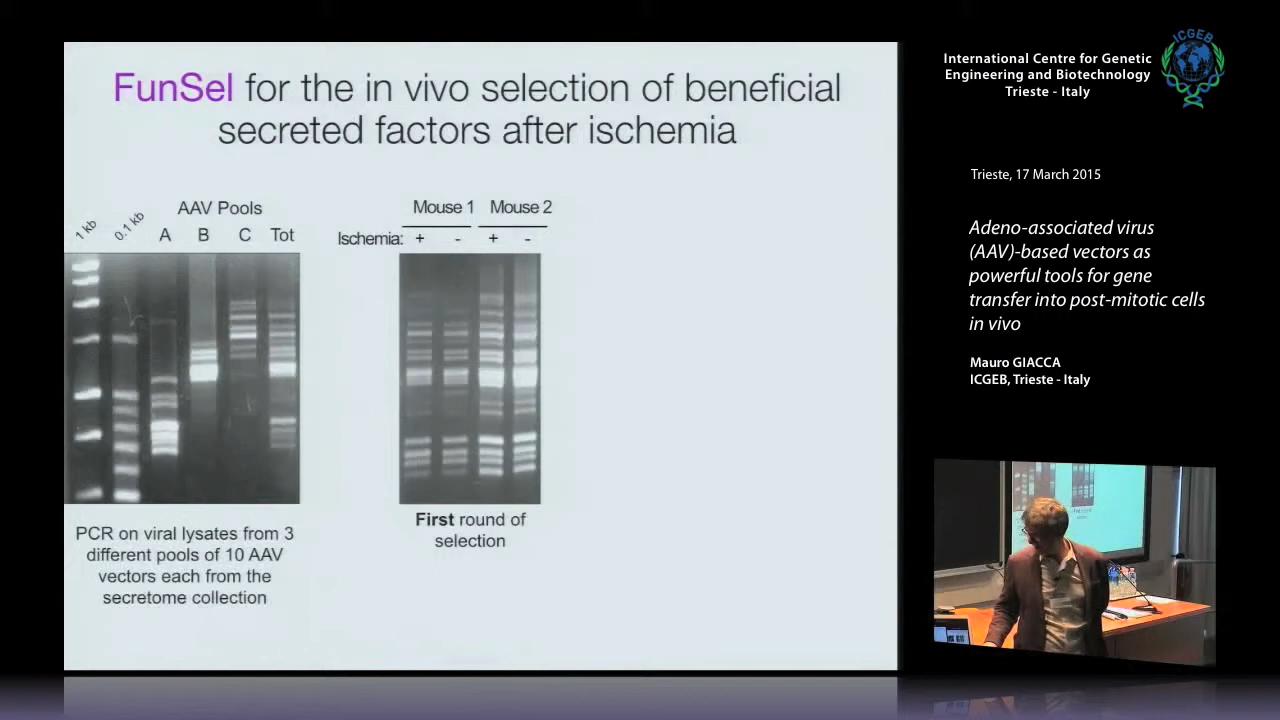 FunSel for the in vivo selection of beneficial
secreted factors after ischemia
AAV Pools
1 kb 0.1 kb A B C Tot
PCR on viral lysates from 3
different pools of 10 AAV
vectors each from the
secretome collection
Mouse 1 Mouse 2
Ischemia: + - + -
First round of
selection
International Centre for Genetic
Engineering and Biotechnology
Trieste - Italy
ICGEB
Trieste, 17 March 2015
Adeno-associated virus
(AAV)-based vectors as
powerful tools for gene
transfer into post-mitotic cells
in vivo
Mauro GIACCA
ICGEB, Trieste - Italy